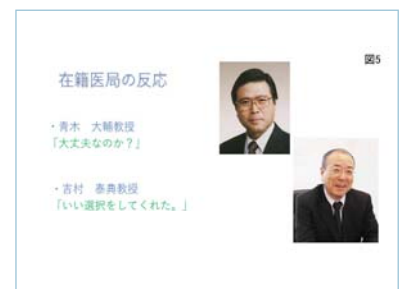 図5
在籍医局の反応
・青木 大輔教授
「大丈夫なのか？」
・吉村 泰典教授
「いい選択をしてくれた。」